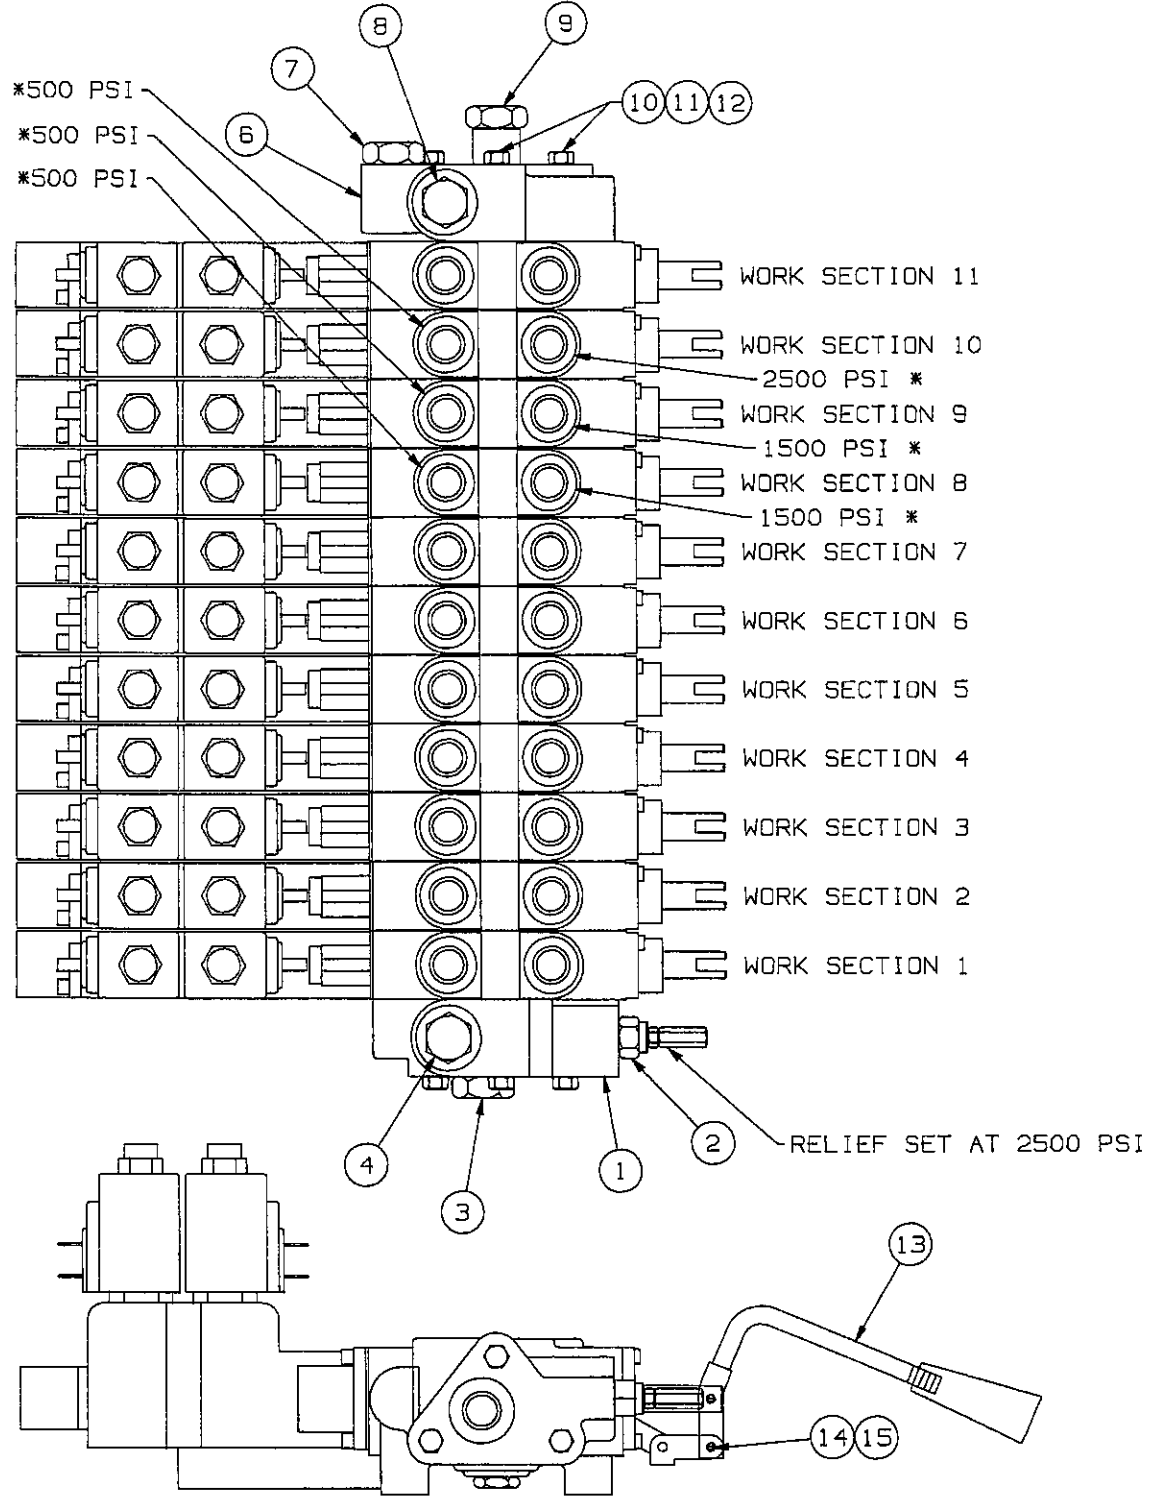 8
9
7
10 11 12
*500 PSI
*500 PSI
6
*500 PSI
WORK SECTION 11
WORK SECTION 10
2500 PSI *
WORK SECTION 9
1500 PSI *
WORK SECTION 8
1500 PSI *
WORK SECTION 7
WORK SECTION 6
WORK SECTION 5
WORK SECTION 4
WORK SECTION 3
WORK SECTION 2
WORK SECTION 1
2
RELIEF SET AT 2500 PSI
4
1
3
13
14 15